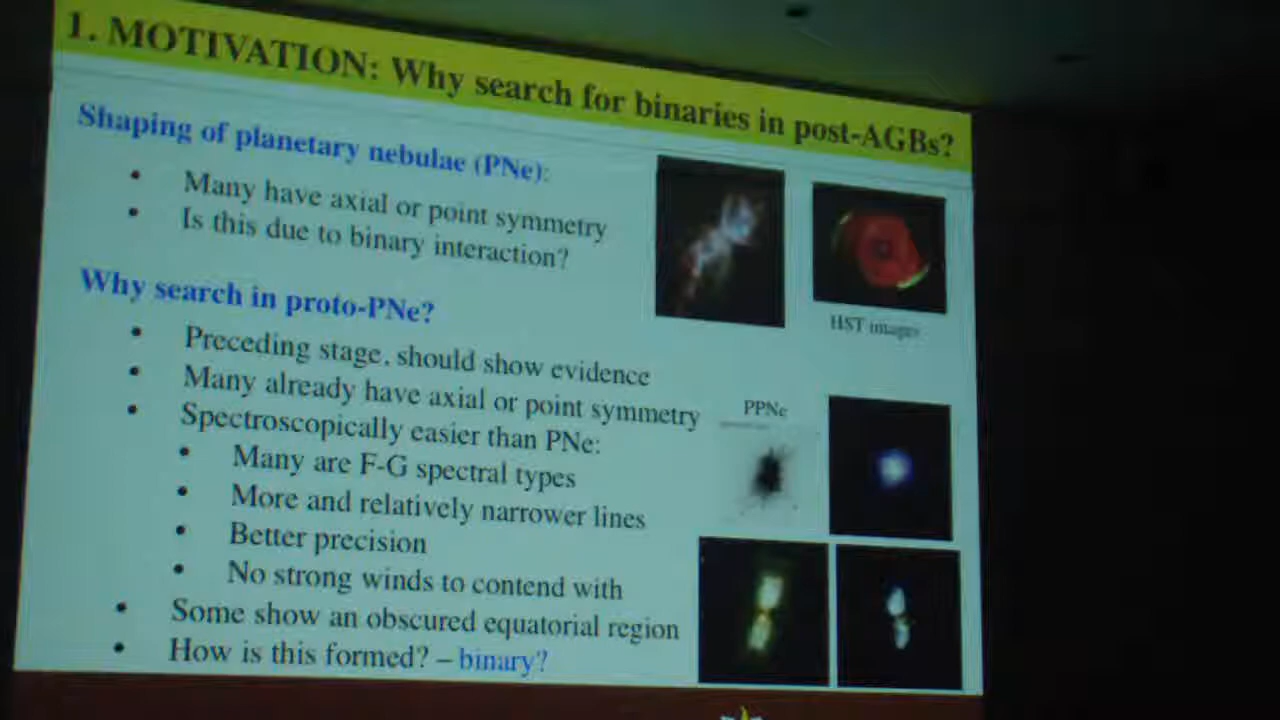 1. MOTIVATION: Why search for binaries in post-AGBs?
Shaping of planetary nebulae (PNe):
• Many have axial or point symmetry
• Is this due to binary interaction?
HST images
Why search in proto-PNe?
• Preceding stage, should show evidence
• Many already have axial or point symmetry
• Spectroscopically easier than PNe:
• Many are F-G spectral types
• More and relatively narrower lines
• Better precision
• No strong winds to contend with
• Some show an obscured equatorial region
• How is this formed? – binary?
PPNe